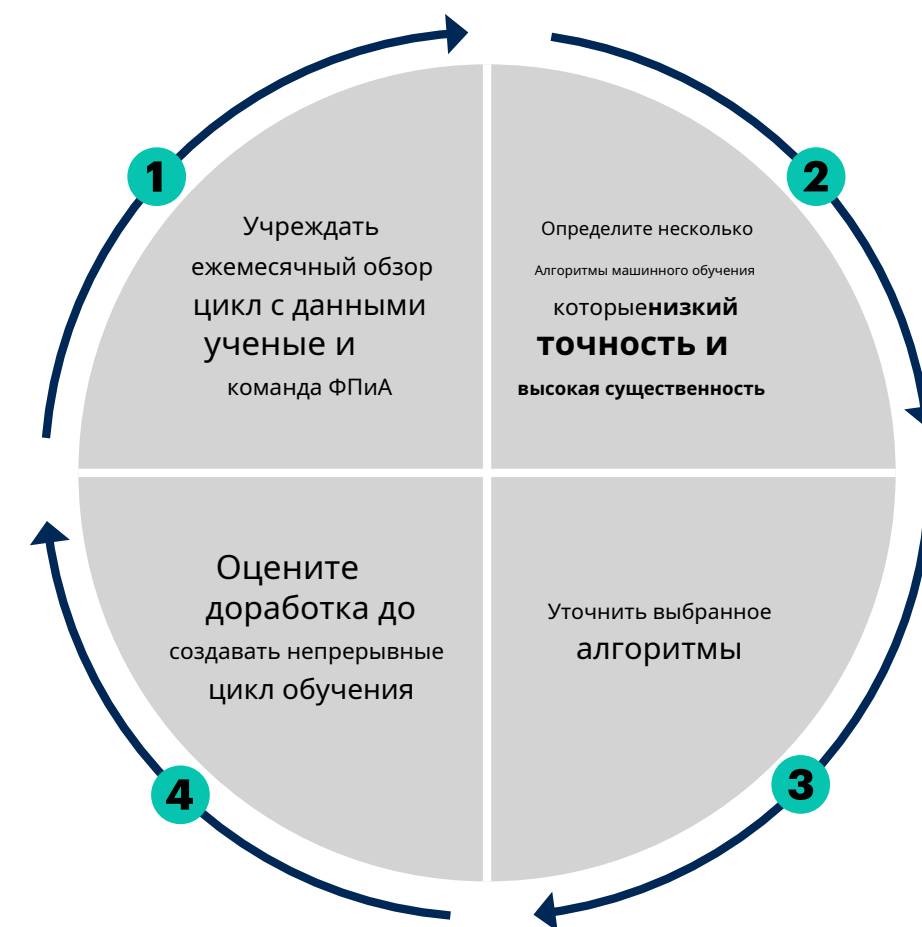 1
Учреждать
ежемесячный обзор
цикл с данными
ученые и
команда ФПиА
2
Определите несколько
Алгоритмы машинного обучения
которыенизкий
точность и
высокая существенность
3
Уточнить выбранное
алгоритмы
4
Оцените
доработка до
создавать непрерывные
цикл обучения